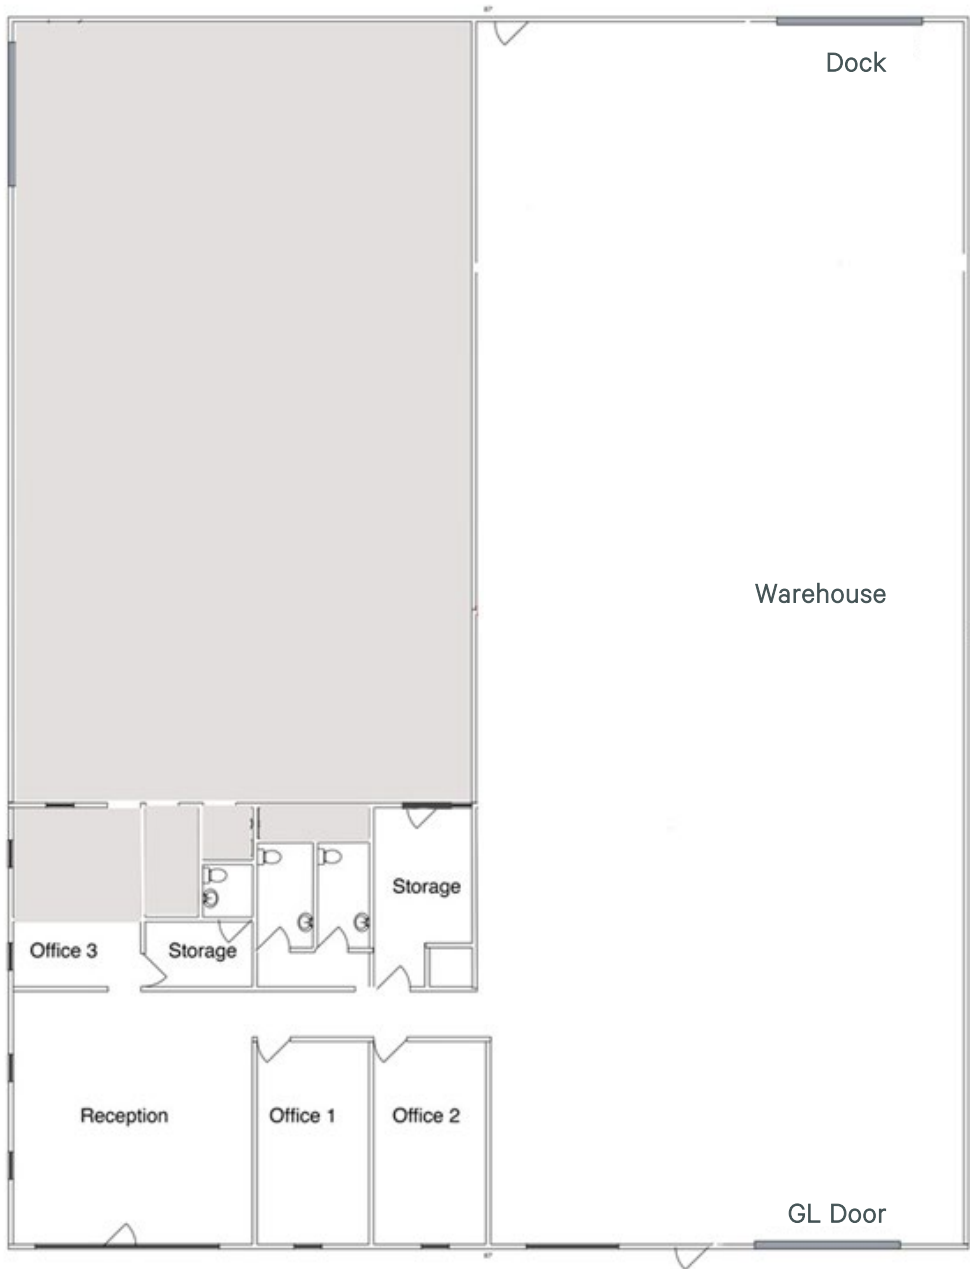 Dock
Warehouse
Storage
Office 3
Storage
Reception
Office 1
Office 2
GL Door